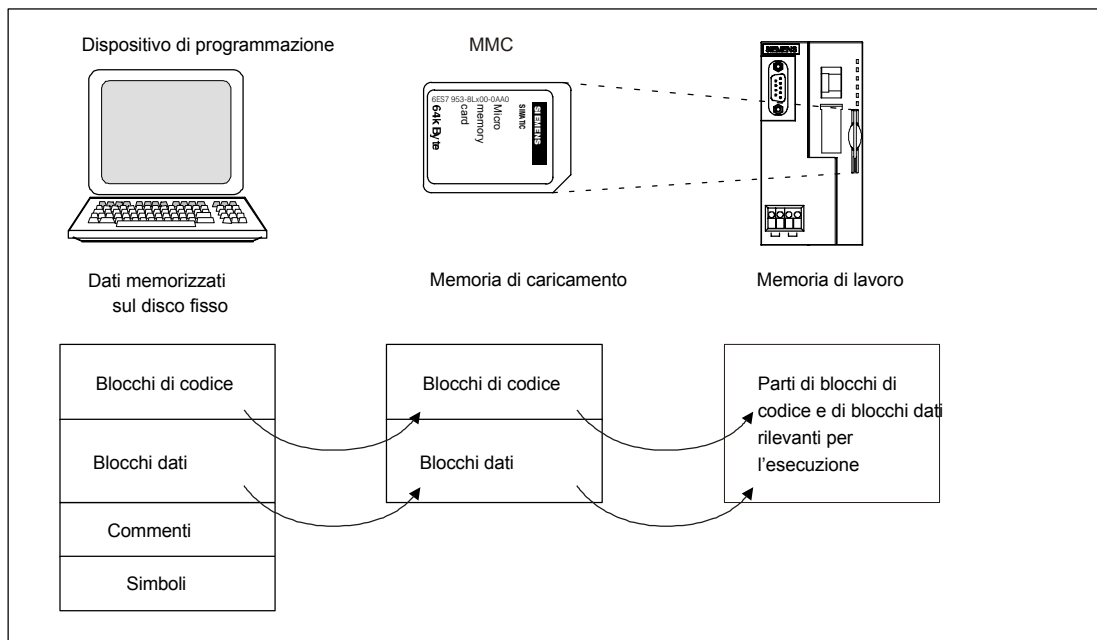 Dispositivo di programmazione
MMC
SIEMENS
6ES7 953-8Lx00-0AA0
SIEMENS
SIMATIC
Micro
memory
card
64k Byte
Dati memorizzati
sul disco fisso
Memoria di caricamento
Memoria di lavoro
Blocchi di codice
Blocchi dati
Commenti
Simboli
Blocchi di codice
Blocchi dati
Parti di blocchi di
codice e di blocchi dati
rilevanti per
l'esecuzione